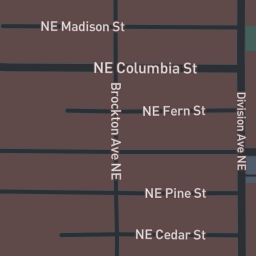 NE Madison St
NE Columbia St
NE Fern St
Brockton Ave NE
Division Ave NE
NE Pine St
NE Cedar St